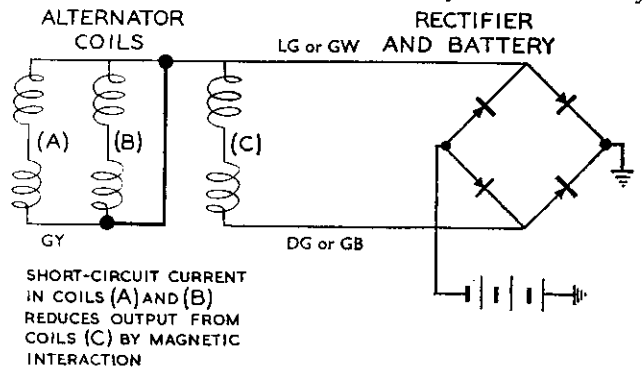 ALTERNATOR
COILS
RECTIFIER
AND BATTERY
LG or GW
(A)
(B)
(C)
GY
DG or GB
SHORT-CIRCUIT CURRENT
IN COILS (A) AND (B)
REDUCES OUTPUT FROM
COILS (C) BY MAGNETIC
INTERACTION